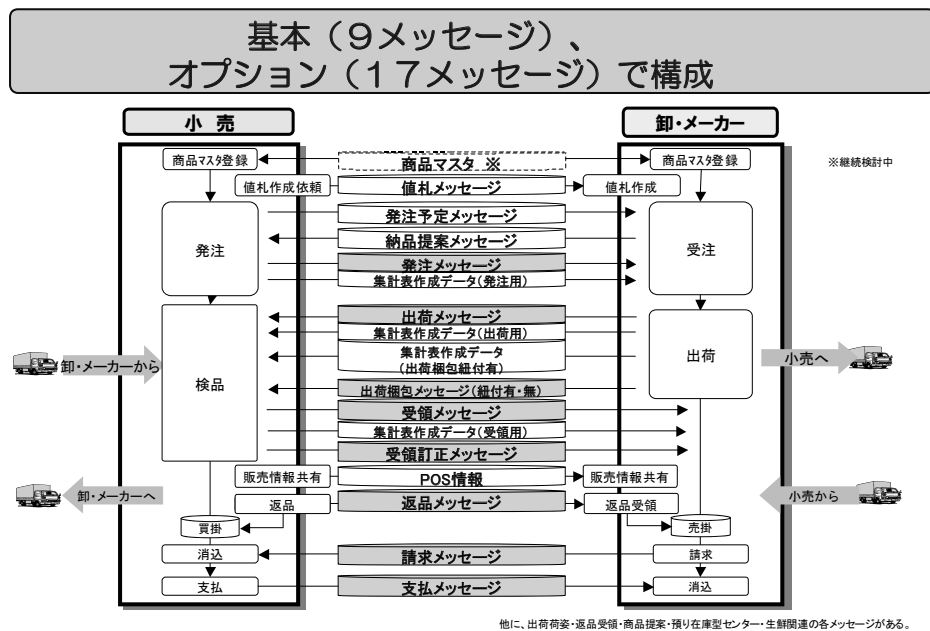 基本（９メッセージ）、
オプション（１７メッセージ）で構成
小 売
卸・メーカー
商品マスタ登録
商品マスタ ※
商品マスタ登録
※継続検討中
値札作成依頼
値札メッセージ
値札作成
発注予定メッセージ
納品提案メッセージ
発注
受注
発注メッセージ
集計表作成データ(発注用)
出荷メッセージ
集計表作成データ(出荷用)
集計表作成データ
(出荷梱包紐付有)
出荷
卸・メーカーから
小売へ
検品
出荷梱包メッセージ(紐付有・無)
受領メッセージ
集計表作成データ(受領用)
受領訂正メッセージ
販売情報共有
POS情報
販売情報共有
卸・メーカーへ
小売から
返品
返品メッセージ
返品受領
買掛
売掛
消込
請求メッセージ
請求
支払
支払メッセージ
消込
他に、出荷荷姿・返品受領・商品提案・預り在庫型センター・生鮮関連の各メッセージがある。